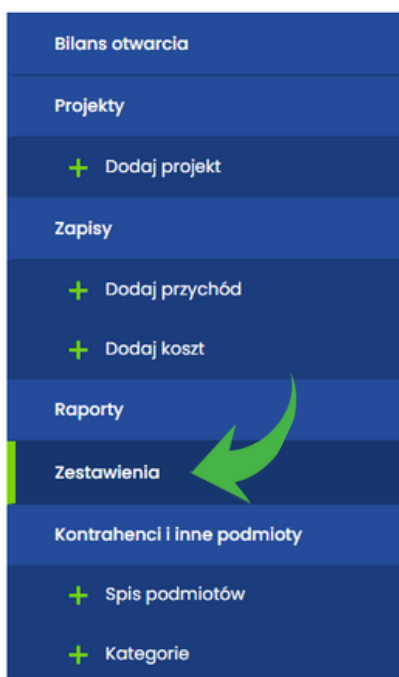 Bilans otwarcia
Projekty
+ Dodaj projekt
Zapisy
+ Dodaj przychód
+ Dodaj koszt
Raporty
Zestawienia
Kontrahenci i inne podmioty
+ Spis podmiotów
+ Kategorie